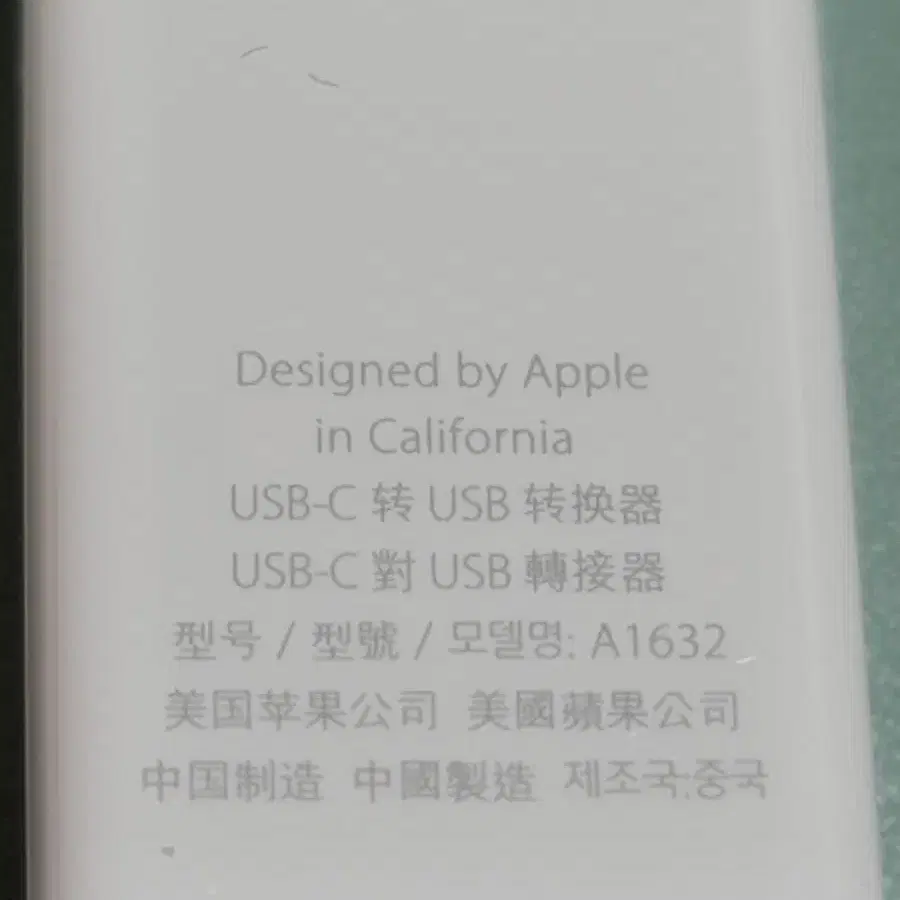 Designed by Apple
in California
USB-C 转 USB 转换器
USB-C 對 USB 轉接器
型号 / 型號 / 모델명: A1632
美国苹果公司 美國蘋果公司
中国制造 中國製造 제조국:중국